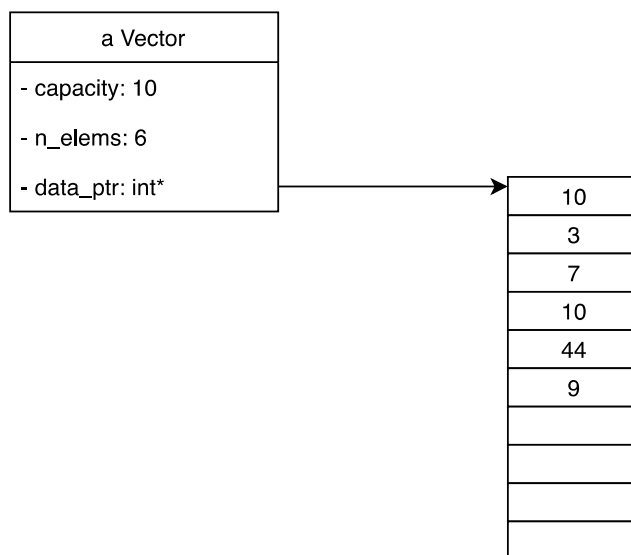 a Vector
- capacity: 10
- n_elems: 6
- data_ptr: int*
10
3
7
10
44
9